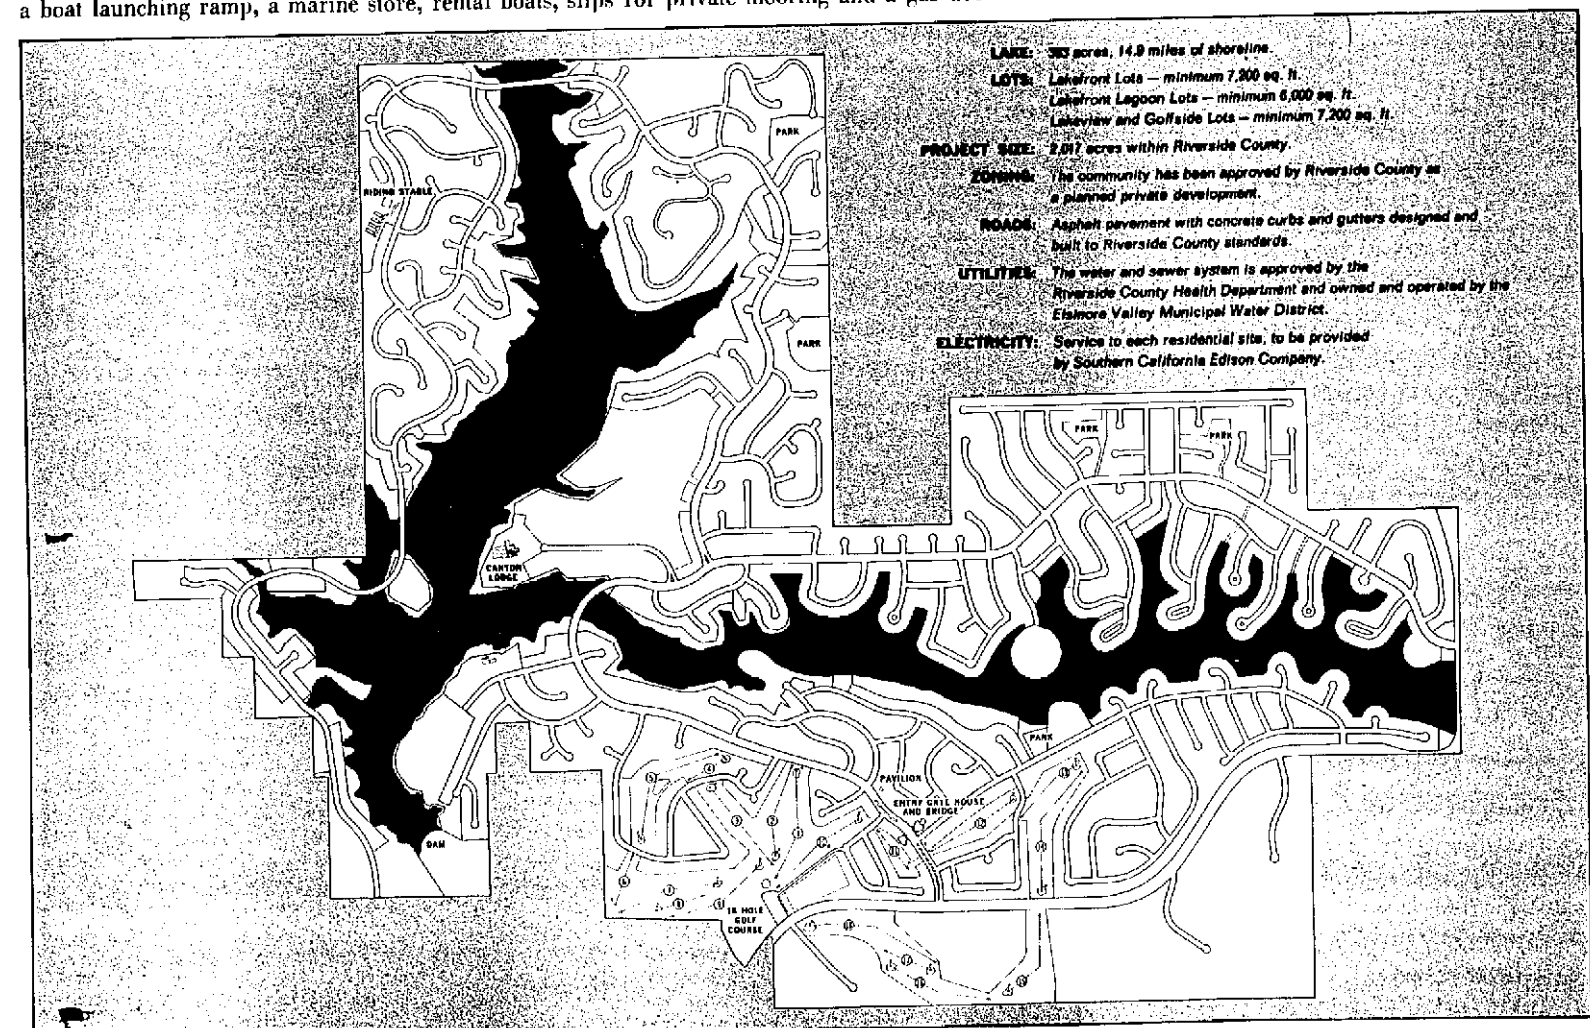 a boat launching ramp, a marine store, rental boats, slips for private mooring and a gas
LAKE: 383 acres, 14.9 miles of shoreline.
LOTS: Lakefront Lots — minimum 7,200 sq. ft.
Lakefront Lagoon Lots — minimum 6,000 sq. ft.
Lakeview and Golfside Lots — minimum 7,200 sq. ft.
PROJECT SIZE: 2,017 acres within Riverside County.
ZONING: The community has been approved by Riverside County as
a planned private development.
ROADS: Asphalt pavement with concrete curbs and gutters designed and
built to Riverside County standards.
UTILITIES: The water and sewer system is approved by the
Riverside County Health Department and owned and operated by the
Elsinore Valley Municipal Water District.
ELECTRICITY: Service to each residential site, to be provided
by Southern California Edison Company.
PARK
RIDING STABLE
PARK
PARK
PARK
CANYON
LODGE
PARK
PAVILION
ENTRY GATE HOUSE
AND BRIDGE
DAM
18 HOLE
GOLF
COURSE